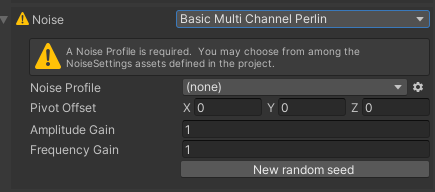 Noise Basic Multi Channel Perlin
A Noise Profile is required. You may choose from among the
NoiseSettings assets defined in the project.
Noise Profile (none)
Pivot Offset X 0 Y 0 Z 0
Amplitude Gain 1
Frequency Gain 1
New random seed